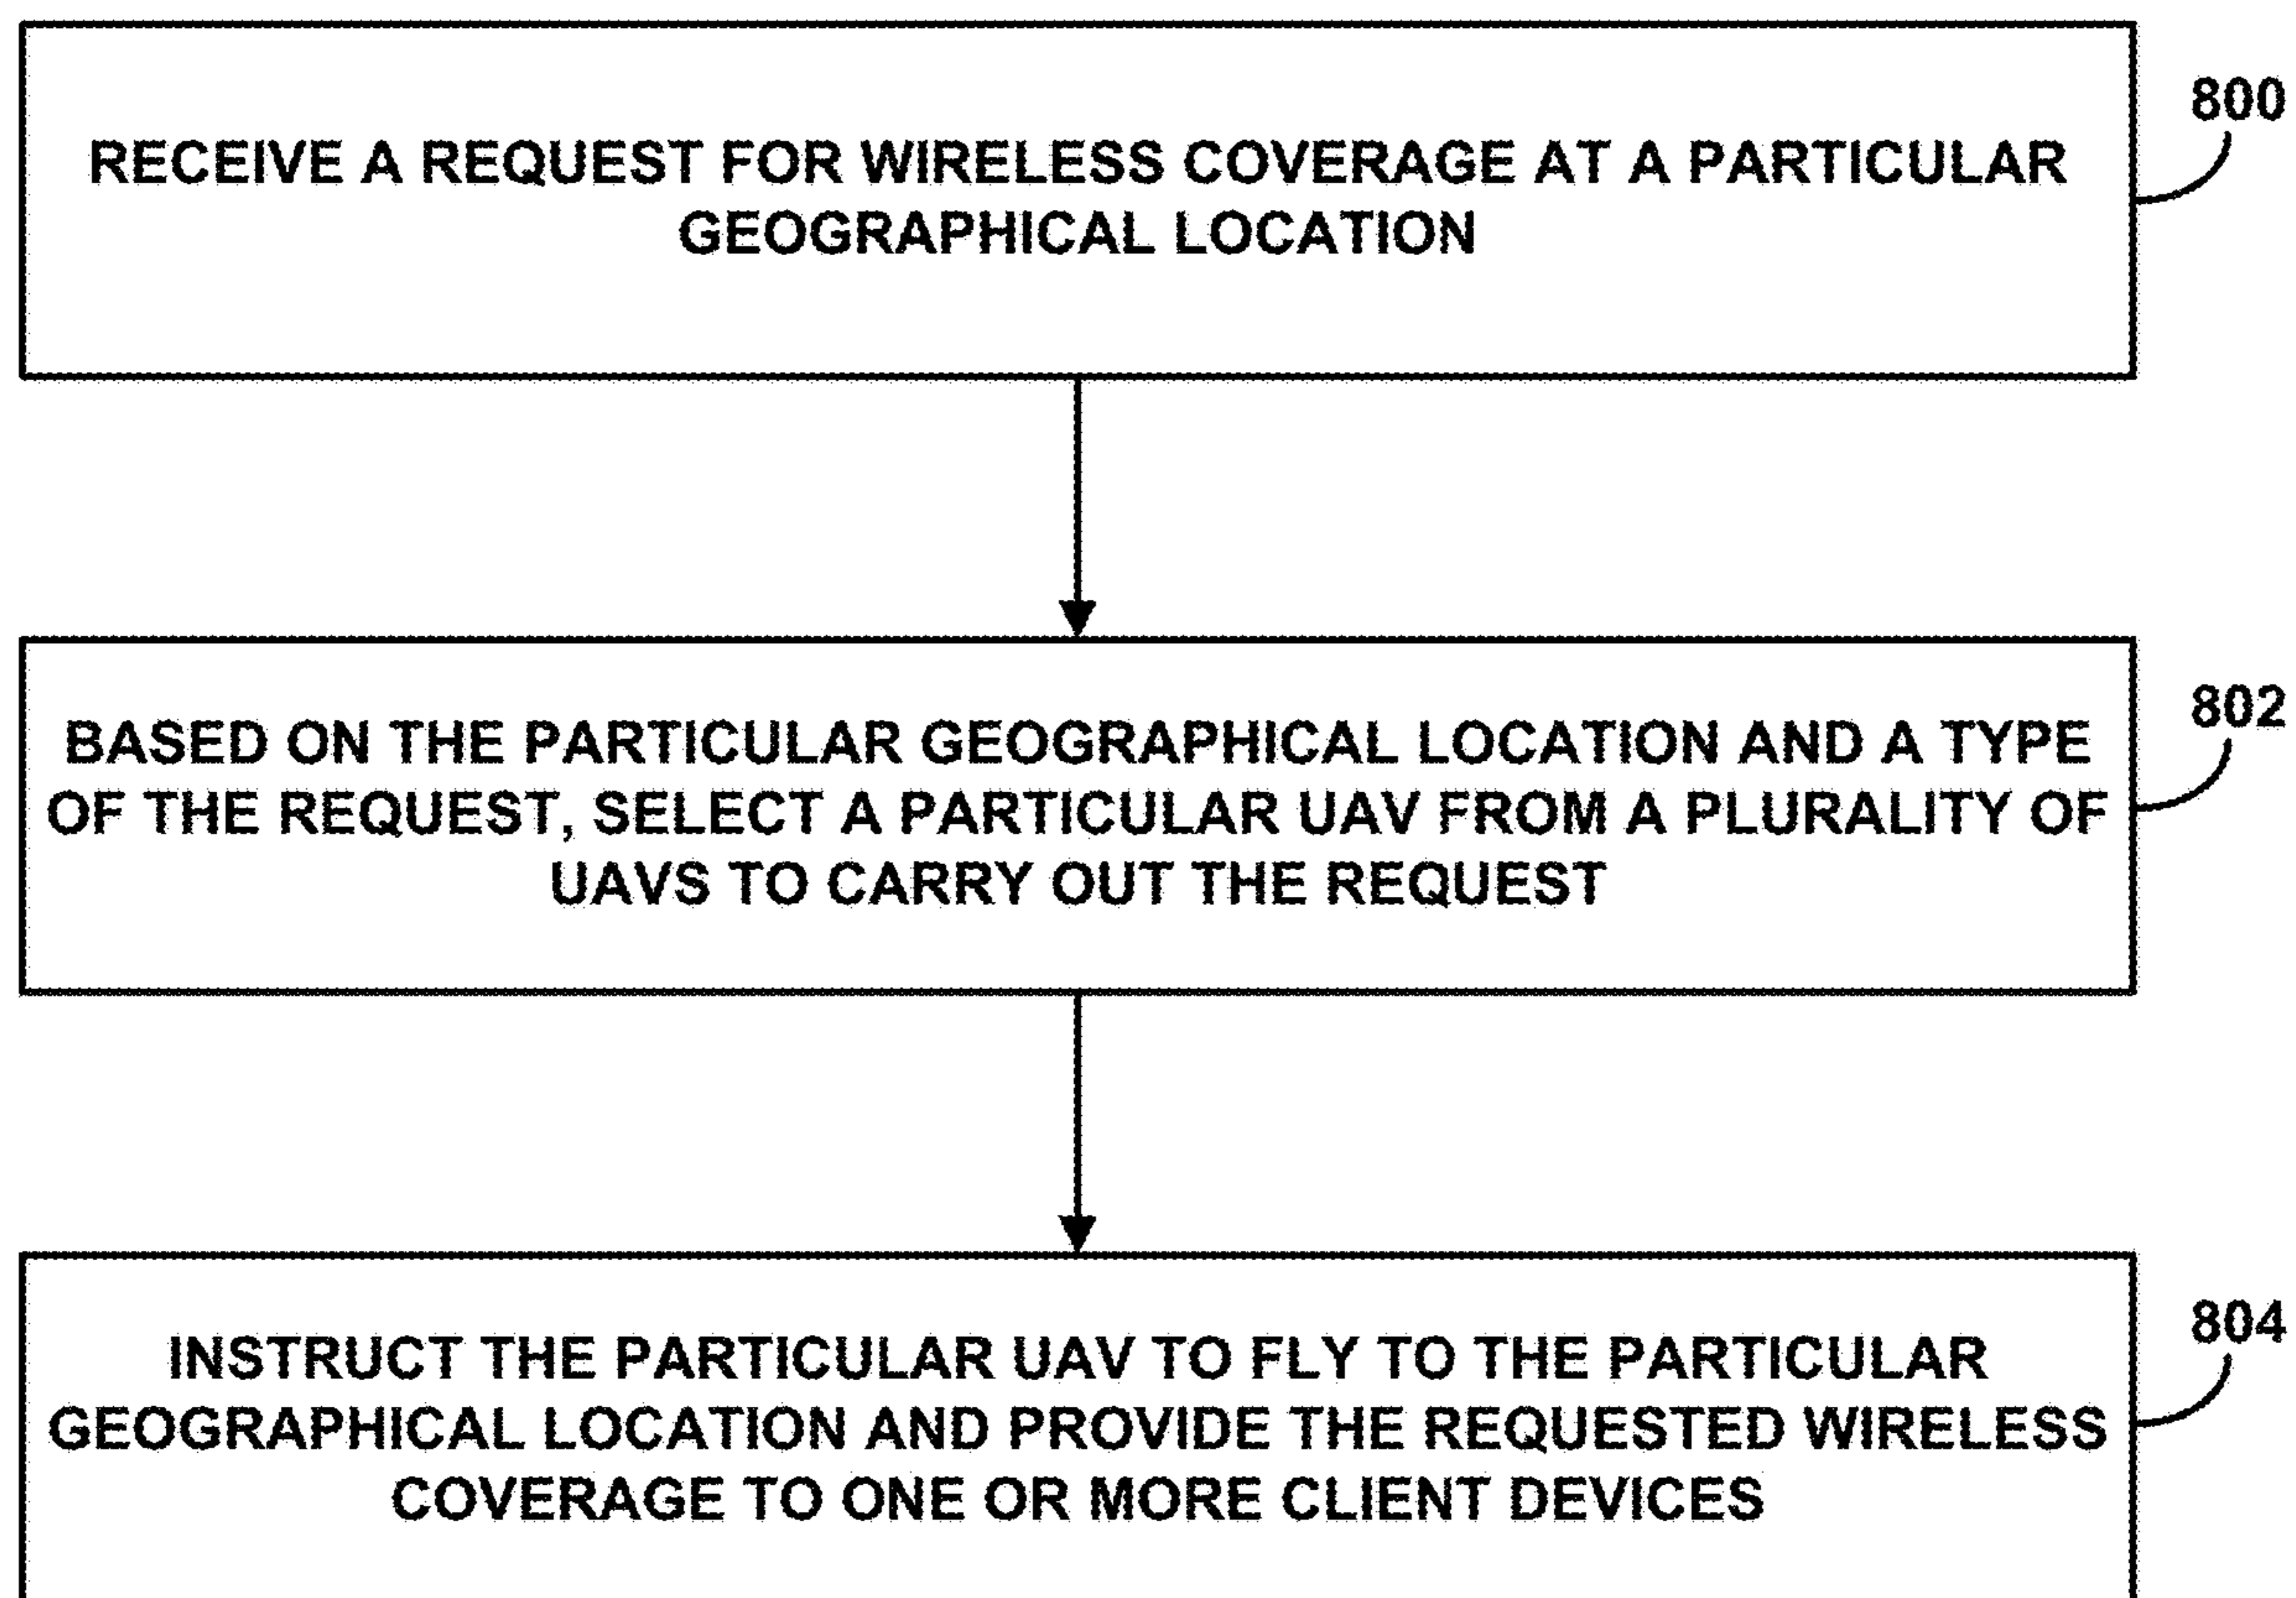 800
RECEIVE A REQUEST FOR WIRELESS COVERAGE AT A PARTICULAR
GEOGRAPHICAL LOCATION
802
BASED ON THE PARTICULAR GEOGRAPHICAL LOCATION AND A TYPE
OF THE REQUEST, SELECT A PARTICULAR UAV FROM A PLURALITY OF
UAVS TO CARRY OUT THE REQUEST
804
INSTRUCT THE PARTICULAR UAV TO FLY TO THE PARTICULAR
GEOGRAPHICAL LOCATION AND PROVIDE THE REQUESTED WIRELESS
COVERAGE TO ONE OR MORE CLIENT DEVICES